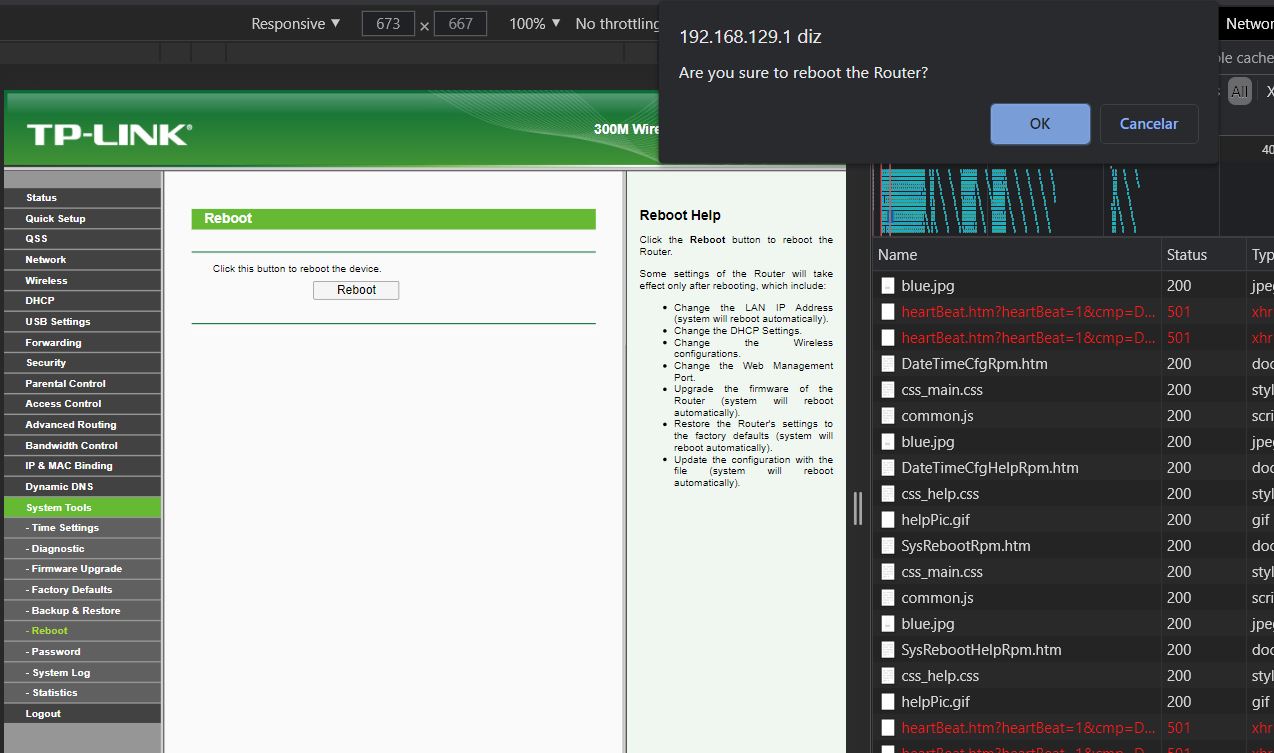 Responsive ▼ 673 × 667 100% ▼ No throttling
192.168.129.1 diz
Are you sure to reboot the Router?
OK Cancelar
Networ
ble cache
All X
40
TP-LINK®
300M Wire
Status
Quick Setup
QSS
Network
Wireless
DHCP
USB Settings
Forwarding
Security
Parental Control
Access Control
Advanced Routing
Bandwidth Control
IP & MAC Binding
Dynamic DNS
System Tools
- Time Settings
- Diagnostic
- Firmware Upgrade
- Factory Defaults
- Backup & Restore
- Reboot
- Password
- System Log
- Statistics
Logout
Reboot
Click this button to reboot the device.
Reboot
Reboot Help
Click the Reboot button to reboot the
Router.
Some settings of the Router will take
effect only after rebooting, which include:
• Change the LAN IP Address
(system will reboot automatically).
• Change the DHCP Settings.
• Change the Wireless
configurations.
• Change the Web Management
Port.
• Upgrade the firmware of the
Router (system will reboot
automatically).
• Restore the Router's settings to
the factory defaults (system will
reboot automatically).
• Update the configuration with the
file (system will reboot
automatically).
Name Status Typ
blue.jpg 200 jpe
heartBeat.htm?heartBeat=1&cmp=D... 501 xhr
heartBeat.htm?heartBeat=1&cmp=D... 501 xhr
DateTimeCfgRpm.htm 200 doc
css_main.css 200 styl
common.js 200 scri
blue.jpg 200 jpe
DateTimeCfgHelpRpm.htm 200 doc
css_help.css 200 styl
helpPic.gif 200 gif
SysRebootRpm.htm 200 doc
css_main.css 200 styl
common.js 200 scri
blue.jpg 200 jpe
SysRebootHelpRpm.htm 200 doc
css_help.css 200 styl
helpPic.gif 200 gif
heartBeat.htm?heartBeat=1&cmp=D... 501 xhr
heartBeat.htm?heartBeat=1&cmp=D... 501 xhr